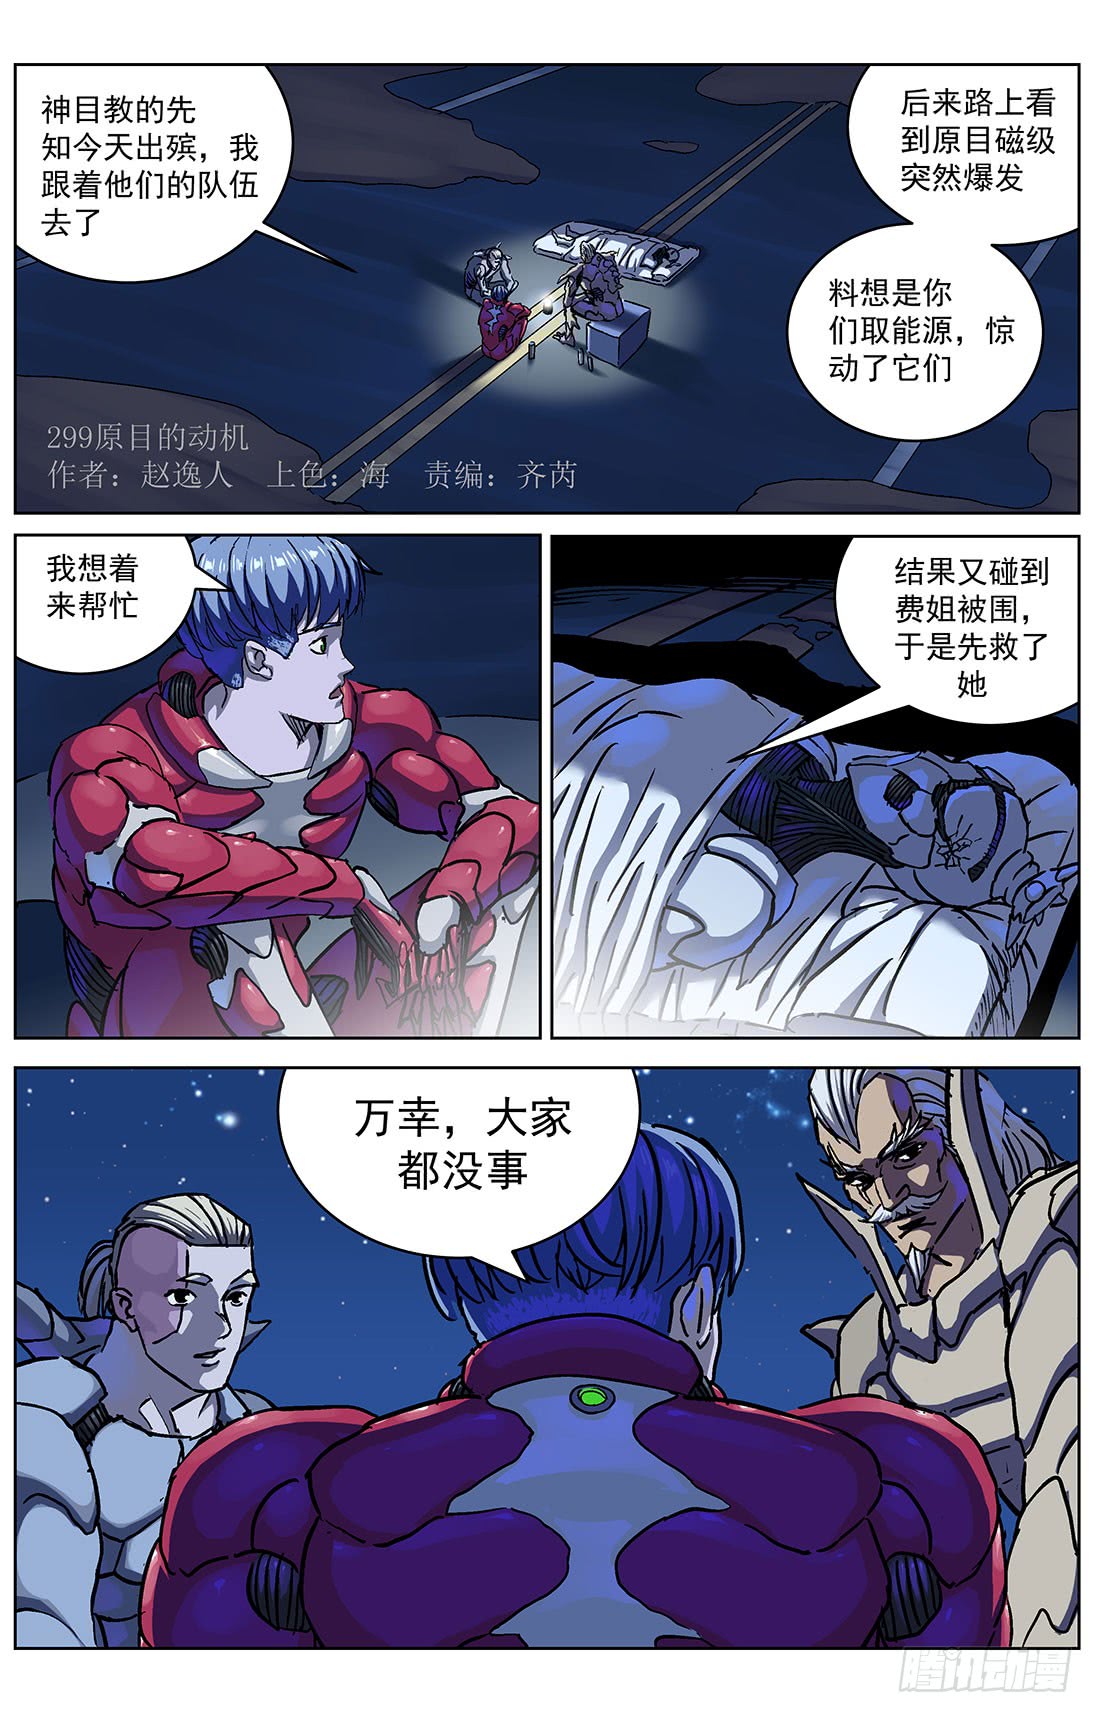 神目教的先
知今天出殡，我
跟着他们的队伍
去了
后来路上看
到原目磁级
突然爆发
料想是你
们取能源，惊
动了它们
299原目的动机
作者：赵逸人　上色：海　责编：齐芮
我想着
来帮忙
结果又碰到
费姐被围，
于是先救了
她
万幸，大家
都没事
腾讯动漫